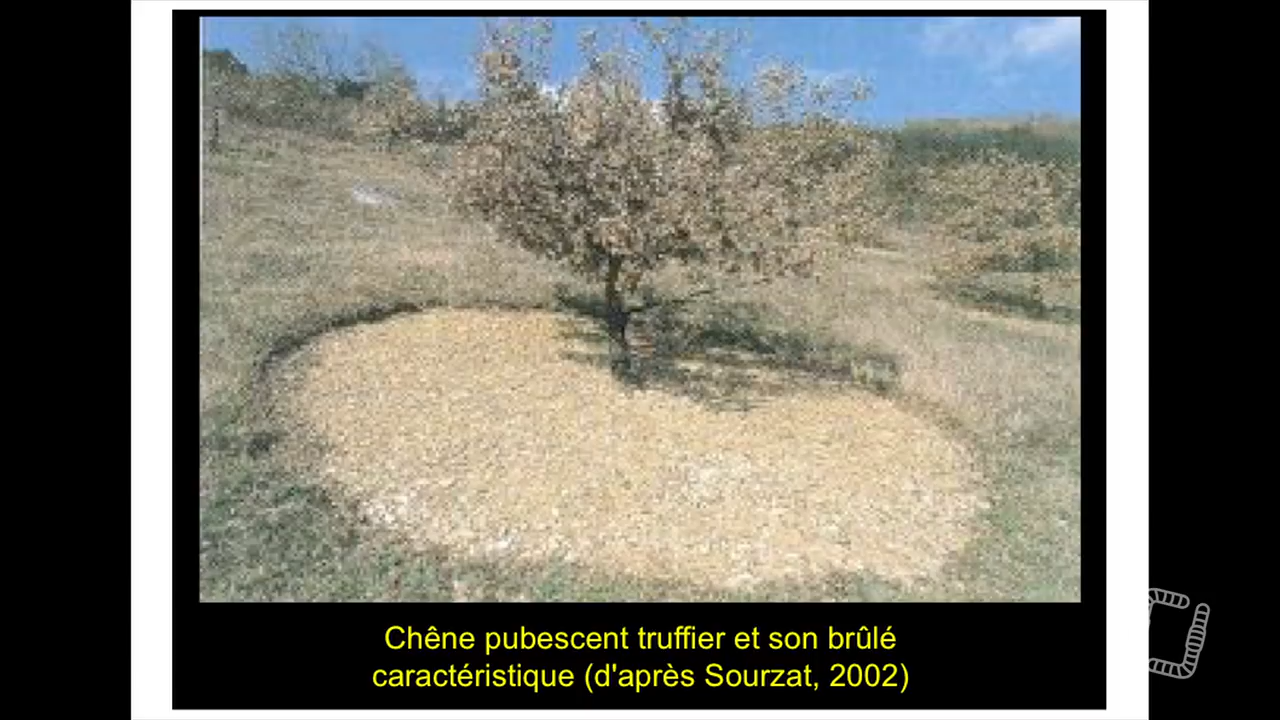 Chêne pubescent truffier et son brûlé
caractéristique (d'après Sourzat, 2002)